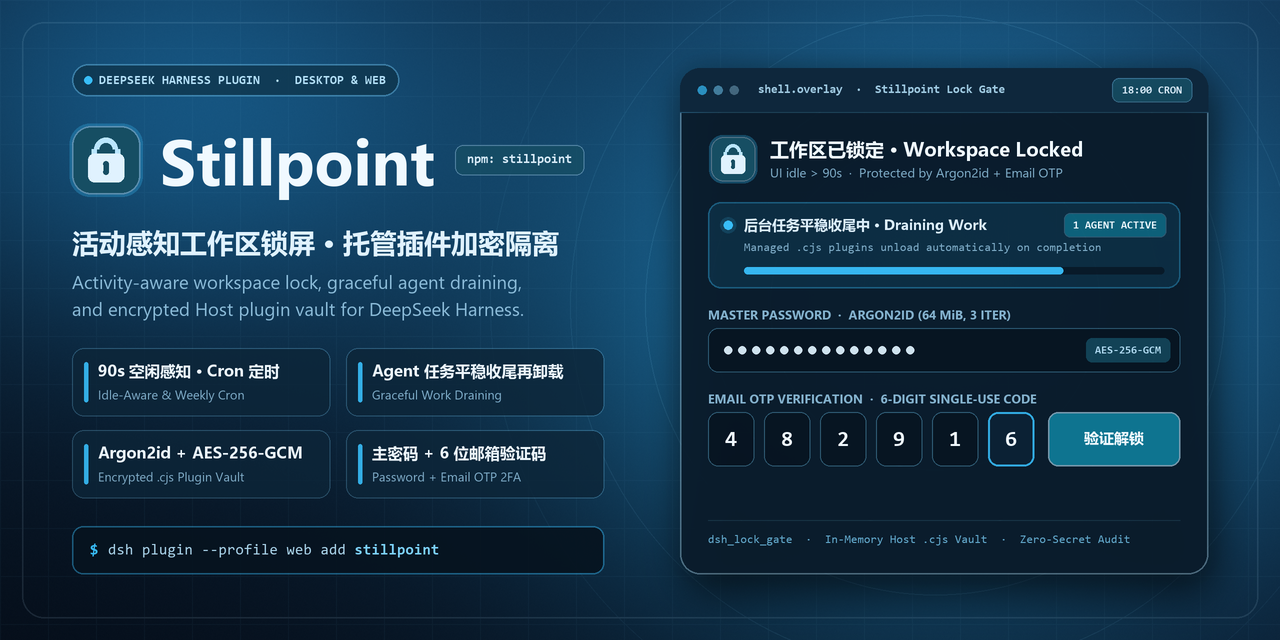 DEEPSEEK HARNESS PLUGIN · DESKTOP & WEB
Stillpoint
npm: stillpoint
活动感知工作区锁屏 • 托管插件加密隔离
Activity-aware workspace lock, graceful agent draining,
and encrypted Host plugin vault for DeepSeek Harness.
90s 空闲感知 • Cron 定时
Idle-Aware & Weekly Cron
Agent 任务平稳收尾再卸载
Graceful Work Draining
Argon2id + AES-256-GCM
Encrypted .cjs Plugin Vault
主密码 + 6 位邮箱验证码
Password + Email OTP 2FA
$ dsh plugin --profile web add stillpoint
shell.overlay · Stillpoint Lock Gate
18:00 CRON
工作区已锁定 • Workspace Locked
UI idle > 90s · Protected by Argon2id + Email OTP
后台任务平稳收尾中 • Draining Work
1 AGENT ACTIVE
Managed .cjs plugins unload automatically on completion
MASTER PASSWORD · ARGON2ID (64 MiB, 3 ITER)
AES-256-GCM
EMAIL OTP VERIFICATION · 6-DIGIT SINGLE-USE CODE
4 8 2 9 1 6
验证解锁
dsh_lock_gate · In-Memory Host .cjs Vault · Zero-Secret Audit